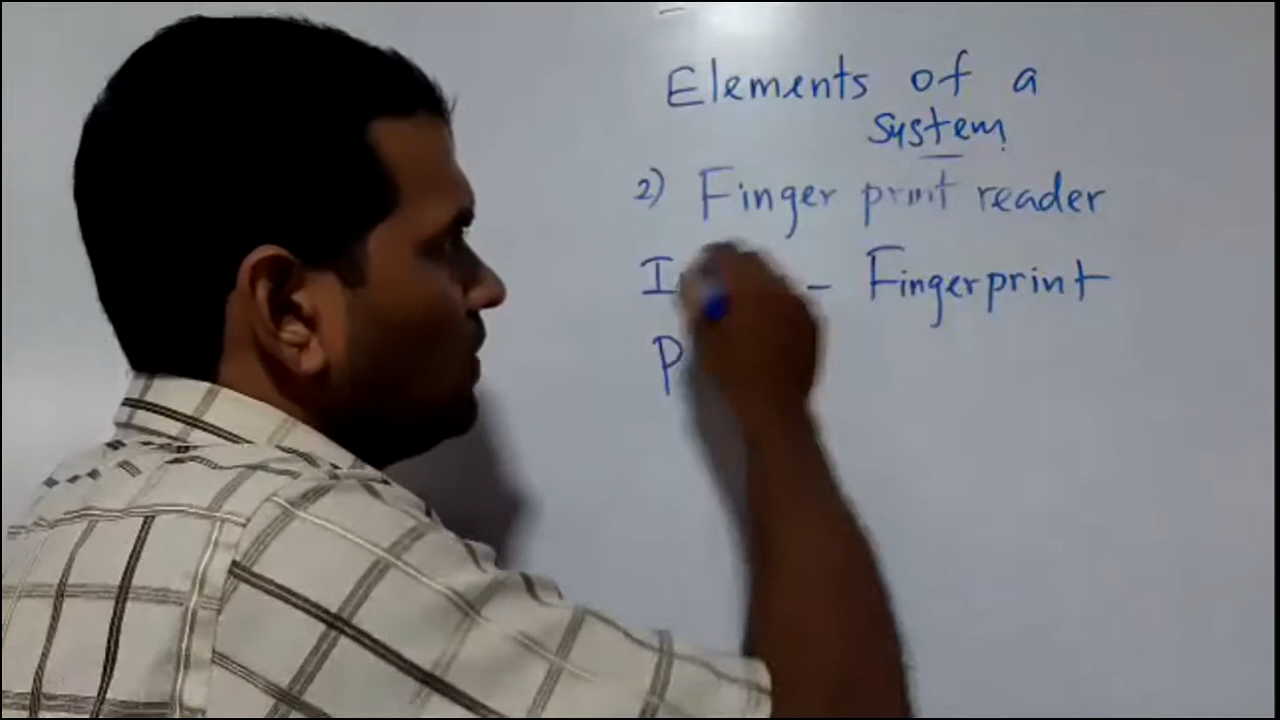 Elements of a
system
2) Finger print reader
I - Fingerprint
P